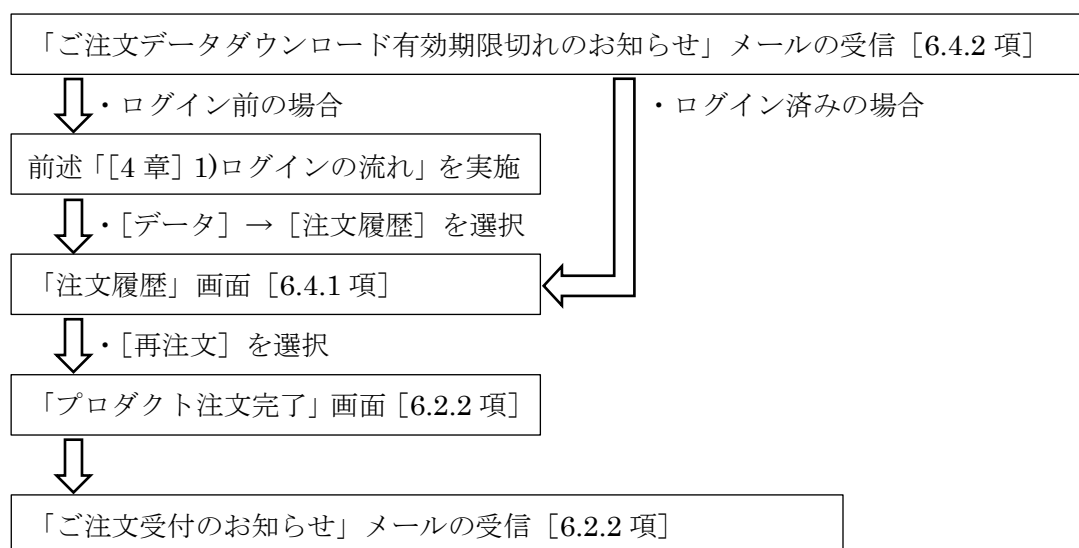 「ご注文データダウンロード有効期限切れのお知らせ」メールの受信［6.4.2 項］
・ログイン前の場合
・ログイン済みの場合
前述「[4 章] 1)ログインの流れ」を実施
・［データ］→［注文履歴］を選択
「注文履歴」画面［6.4.1 項］
・［再注文］を選択
「プロダクト注文完了」画面［6.2.2 項］
「ご注文受付のお知らせ」メールの受信［6.2.2 項］